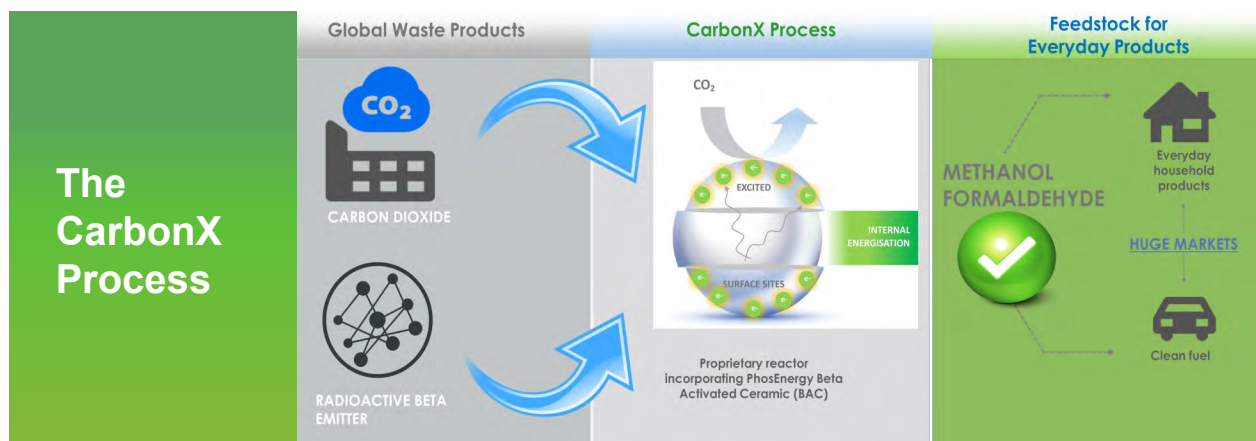 The
CarbonX
Process
Global Waste Products
CO₂
CARBON DIOXIDE
RADIOACTIVE BETA
EMITTER
CarbonX Process
CO₂
e-
e-
e-
e-
e-
e-
e-
EXCITED
INTERNAL
ENERGISATION
SURFACE SITES
e-
e-
e-
e-
e-
e-
Proprietary reactor
incorporating PhosEnergy Beta
Activated Ceramic (BAC)
Feedstock for
Everyday Products
METHANOL
FORMALDEHYDE
Everyday
household
products
HUGE MARKETS
Clean fuel